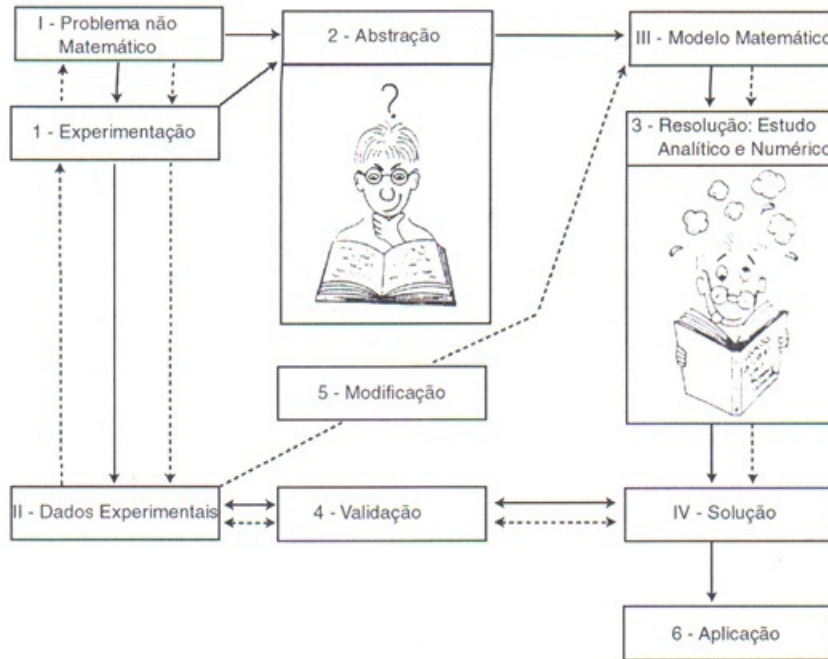 I - Problema não
Matemático
2 - Abstração
III - Modelo Matemático
?
1 - Experimentação
3 - Resolução: Estudo
Analítico e Numérico
5 - Modificação
II - Dados Experimentais
4 - Validação
IV - Solução
6 - Aplicação